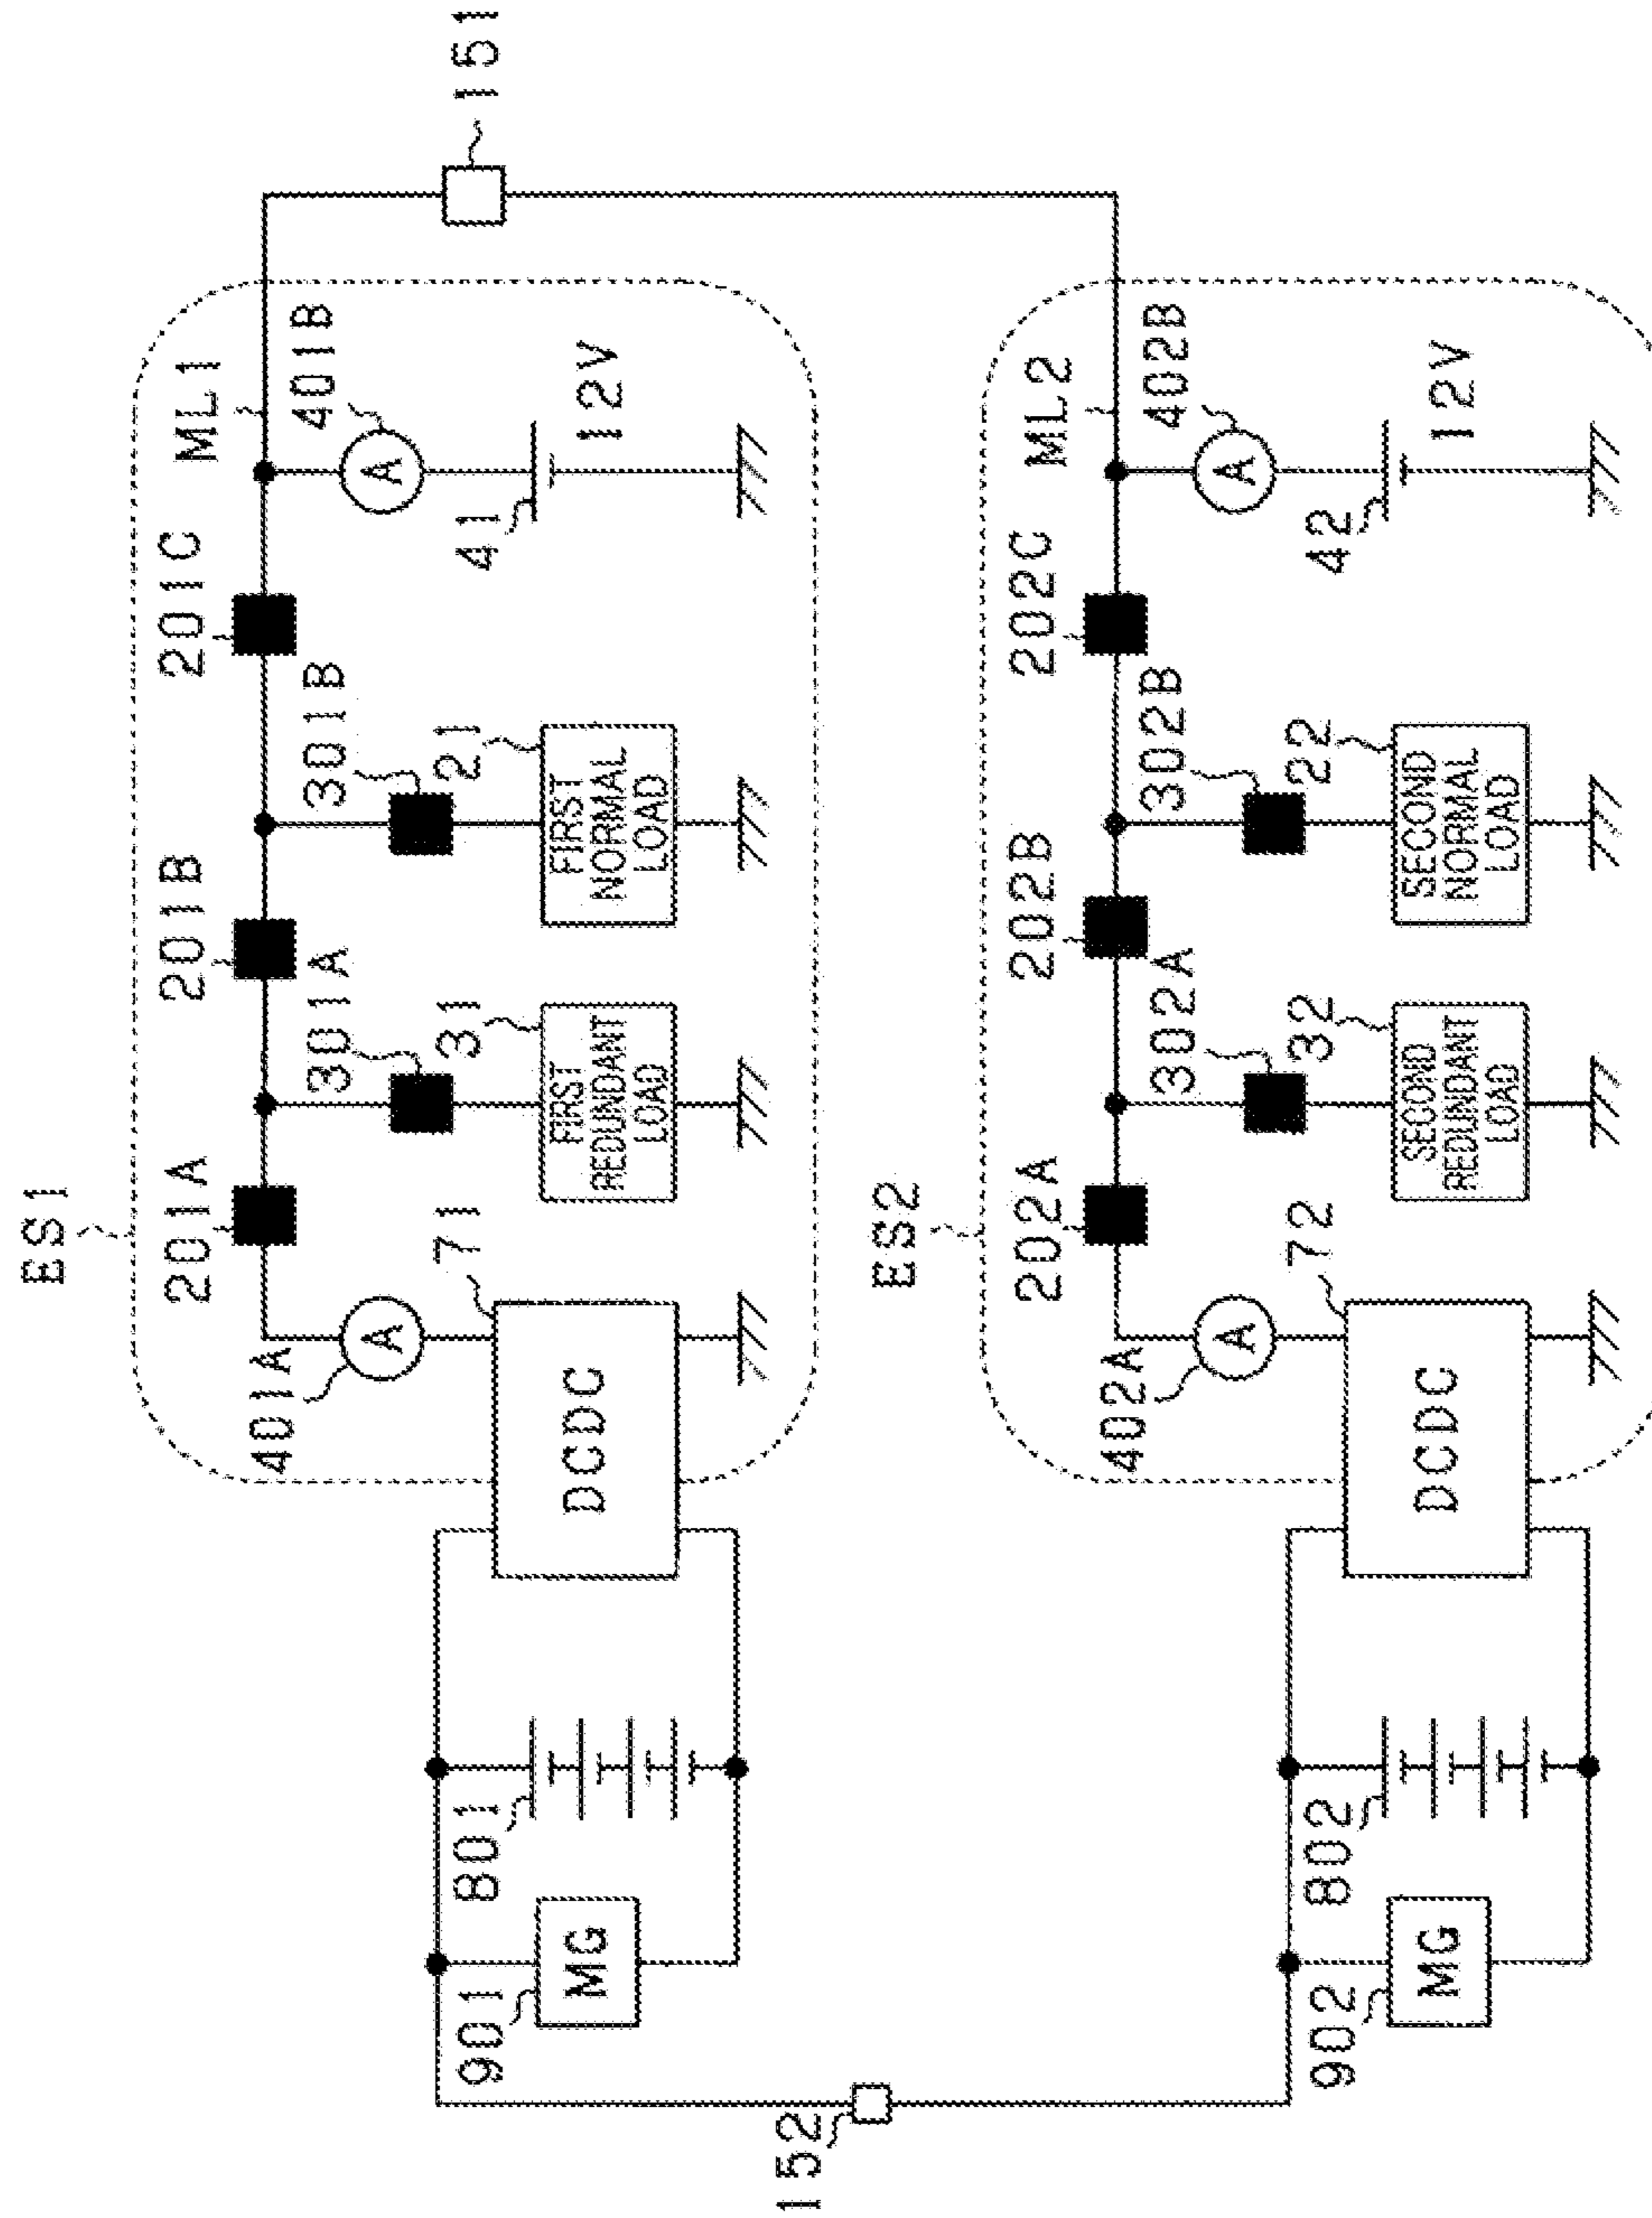 ES1
201A
201B
201C
ML1
401A
71
301A
31
301B
21
401B
41
12V
151
FIRST
REDUNDANT
LOAD
FIRST
NORMAL
LOAD
A
A
DCDC
801
901
MG
152
ES2
202A
202B
202C
ML2
402A
72
302A
32
302B
22
402B
42
12V
SECOND
REDUNDANT
LOAD
SECOND
NORMAL
LOAD
A
A
DCDC
802
902
MG